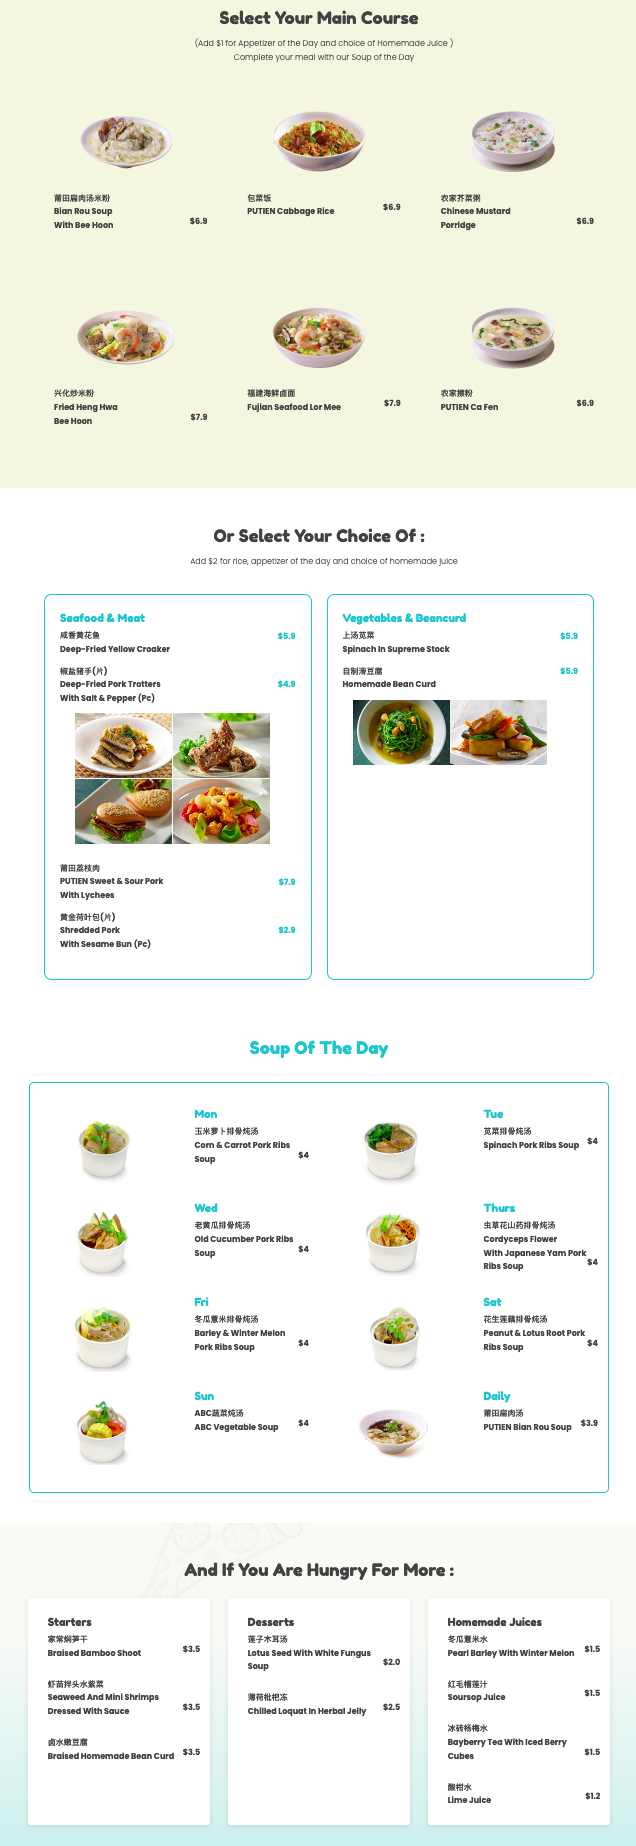 Select Your Main Course
(Add $1 for Appetizer of the Day and choice of Homemade Juice )
Complete your meal with our Soup of the Day
莆田扁肉汤米粉
Bian Rou Soup
With Bee Hoon
$6.9
包菜饭
PUTIEN Cabbage Rice
$6.9
农家芥菜粥
Chinese Mustard
Porridge
$6.9
兴化炒米粉
Fried Heng Hwa
Bee Hoon
$7.9
福建海鲜卤面
Fujian Seafood Lor Mee
$7.9
农家擦粉
PUTIEN Ca Fen
$6.9
Or Select Your Choice Of :
Add $2 for rice, appetizer of the day and choice of homemade juice
Seafood & Meat
咸香黄花鱼
Deep-Fried Yellow Croaker
$5.9
椒盐猪手(片)
Deep-Fried Pork Trotters
With Salt & Pepper (Pc)
$4.9
莆田荔枝肉
PUTIEN Sweet & Sour Pork
With Lychees
$7.9
黄金荷叶包(片)
Shredded Pork
With Sesame Bun (Pc)
$2.9
Vegetables & Beancurd
上汤苋菜
Spinach In Supreme Stock
$5.9
自制滑豆腐
Homemade Bean Curd
$5.9
Soup Of The Day
Mon
玉米萝卜排骨炖汤
Corn & Carrot Pork Ribs
Soup
$4
Tue
苋菜排骨炖汤
Spinach Pork Ribs Soup
$4
Wed
老黄瓜排骨炖汤
Old Cucumber Pork Ribs
Soup
$4
Thurs
虫草花山药排骨炖汤
Cordyceps Flower
With Japanese Yam Pork
Ribs Soup
$4
Fri
冬瓜薏米排骨炖汤
Barley & Winter Melon
Pork Ribs Soup
$4
Sat
花生莲藕排骨炖汤
Peanut & Lotus Root Pork
Ribs Soup
$4
Sun
ABC蔬菜炖汤
ABC Vegetable Soup
$4
Daily
莆田扁肉汤
PUTIEN Bian Rou Soup
$3.9
And If You Are Hungry For More :
Starters
家常焖笋干
Braised Bamboo Shoot
$3.5
虾苗拌头水紫菜
Seaweed And Mini Shrimps
Dressed With Sauce
$3.5
卤水嫩豆腐
Braised Homemade Bean Curd
$3.5
Desserts
莲子木耳汤
Lotus Seed With White Fungus
Soup
$2.0
薄荷枇杷冻
Chilled Loquat In Herbal Jelly
$2.5
Homemade Juices
冬瓜薏米水
Pearl Barley With Winter Melon
$1.5
红毛榴莲汁
Soursop Juice
$1.5
冰砖杨梅水
Bayberry Tea With Iced Berry
Cubes
$1.5
酸柑水
Lime Juice
$1.2